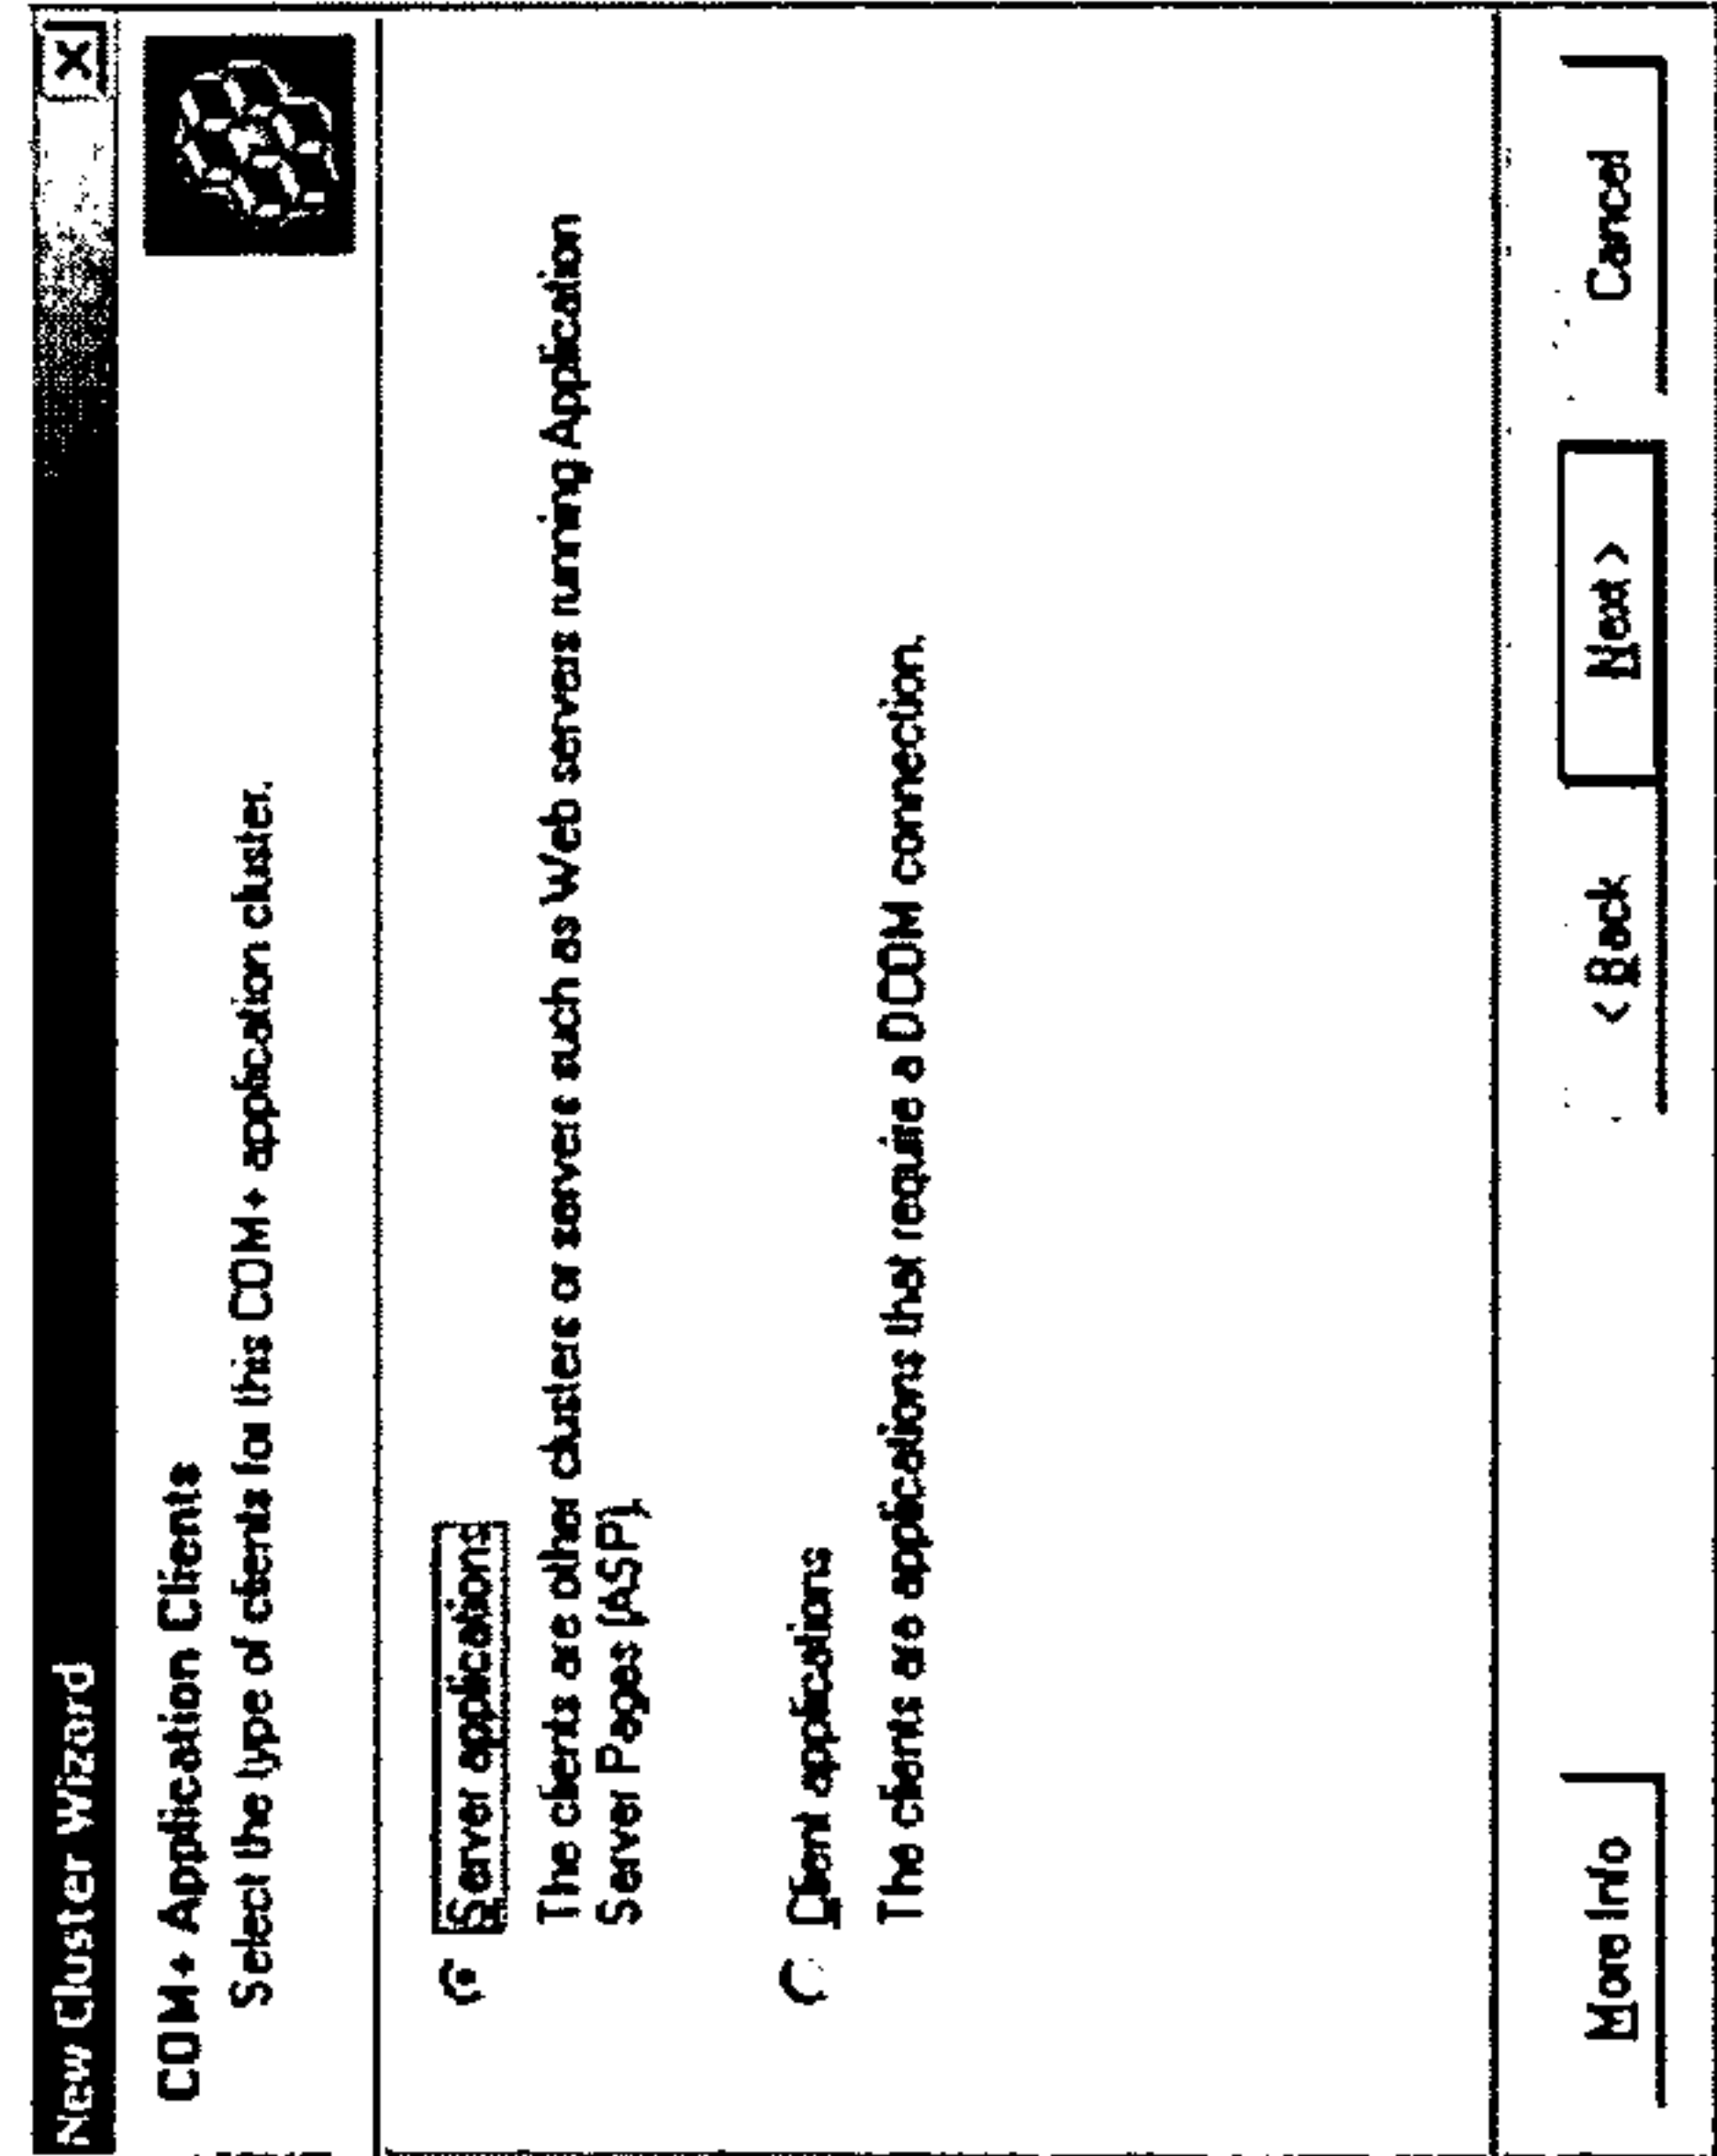 New Cluster Wizard
COM+ Application Clients
Select the type of clients for this COM+ application cluster.
Server applications
The clients are other clusters or servers such as Web servers running Application
Server Pages (ASP).
Client applications
The clients are applications that require a DCOM connection.
More Info
< Back
Next >
Cancel